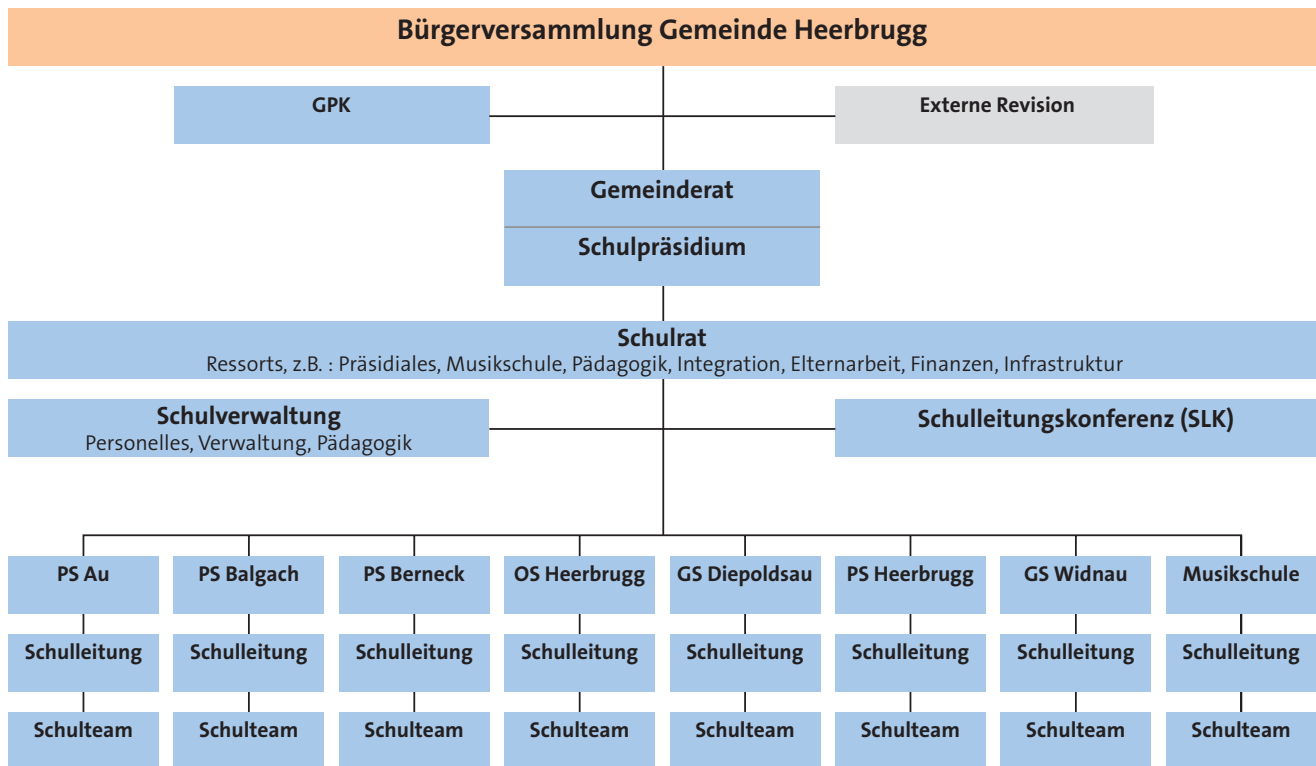 Bürgerversammlung Gemeinde Heerbrugg
GPK
Externe Revision
Gemeinderat
Schulpräsidium
Schulrat
Ressorts, z.B. : Präsidiales, Musikschule, Pädagogik, Integration, Elternarbeit, Finanzen, Infrastruktur
Schulverwaltung
Personelles, Verwaltung, Pädagogik
Schulleitungskonferenz (SLK)
PS Au
PS Balgach
PS Berneck
OS Heerbrugg
GS Diepoldsau
PS Heerbrugg
GS Widnau
Musikschule
Schulleitung
Schulleitung
Schulleitung
Schulleitung
Schulleitung
Schulleitung
Schulleitung
Schulleitung
Schulteam
Schulteam
Schulteam
Schulteam
Schulteam
Schulteam
Schulteam
Schulteam